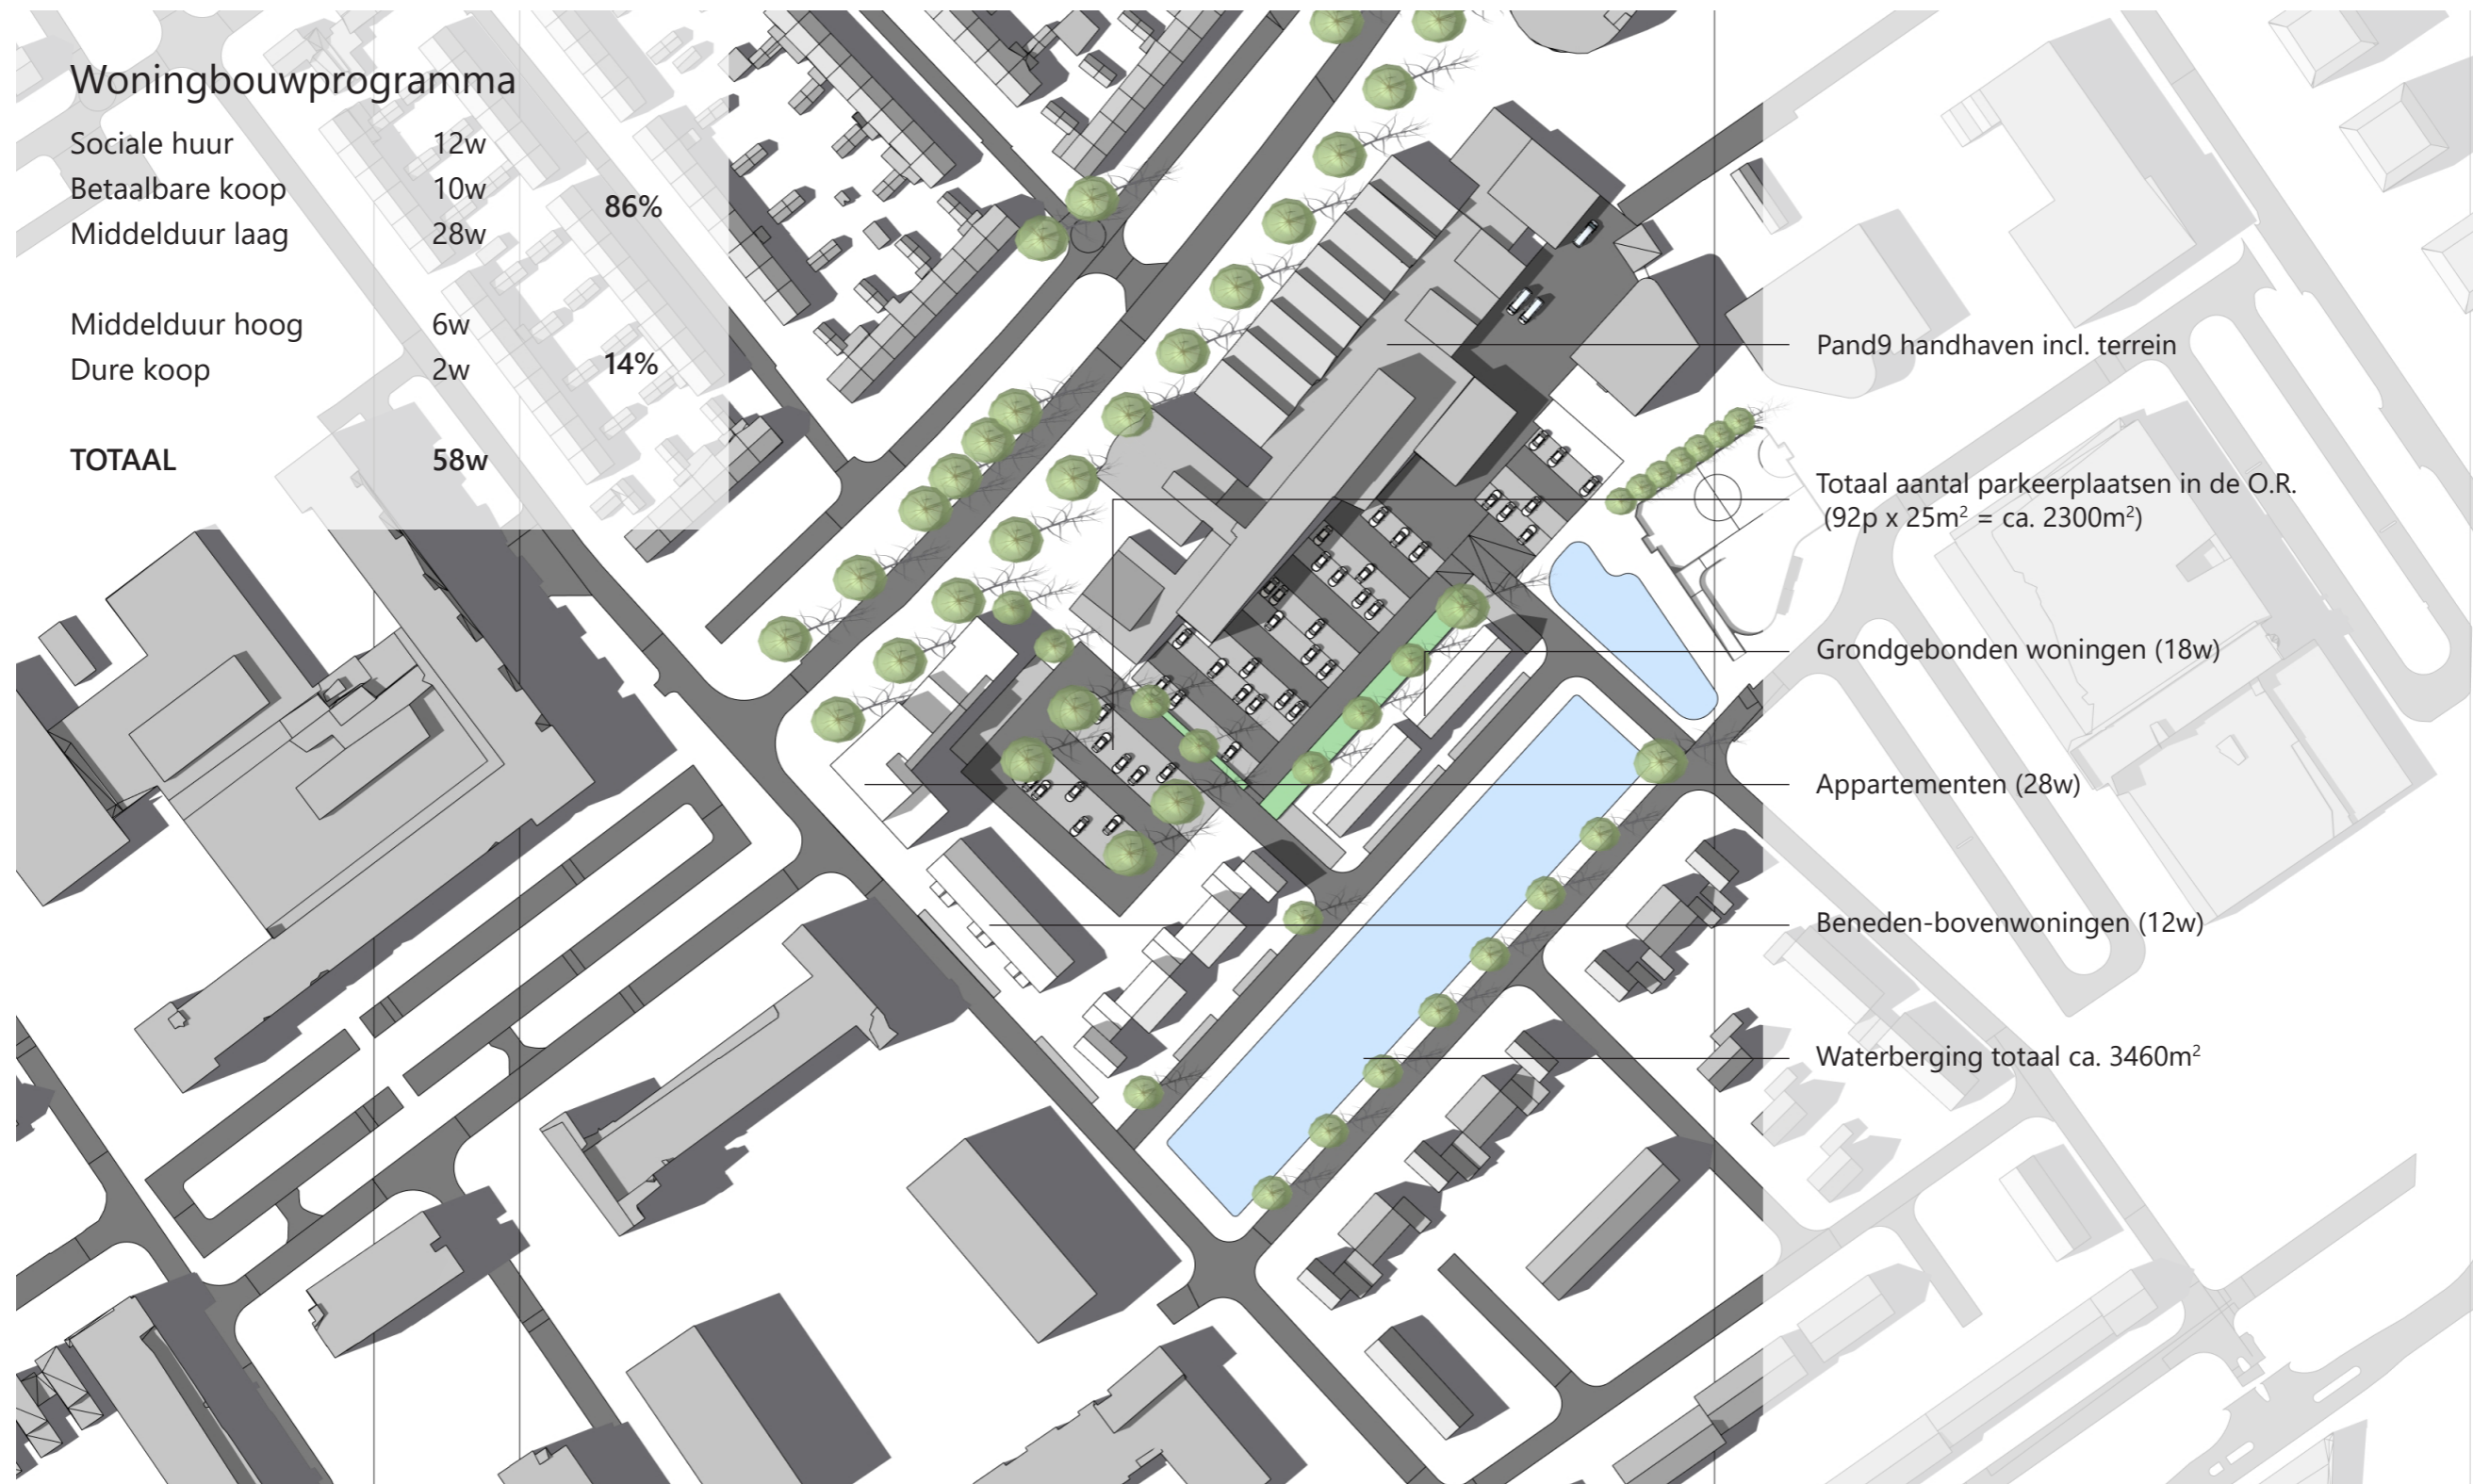 Woningbouwprogramma
Sociale huur 12w
Betaalbare koop 10w
86%
Middelduur laag 28w
Middelduur hoog 6w
Dure koop 2w
14%
TOTAAL 58w
Pand9 handhaven incl. terrein
Totaal aantal parkeerplaatsen in de O.R.
(92p x 25m² = ca. 2300m²)
Grondgebonden woningen (18w)
Appartementen (28w)
Beneden-bovenwoningen (12w)
Waterberging totaal ca. 3460m²